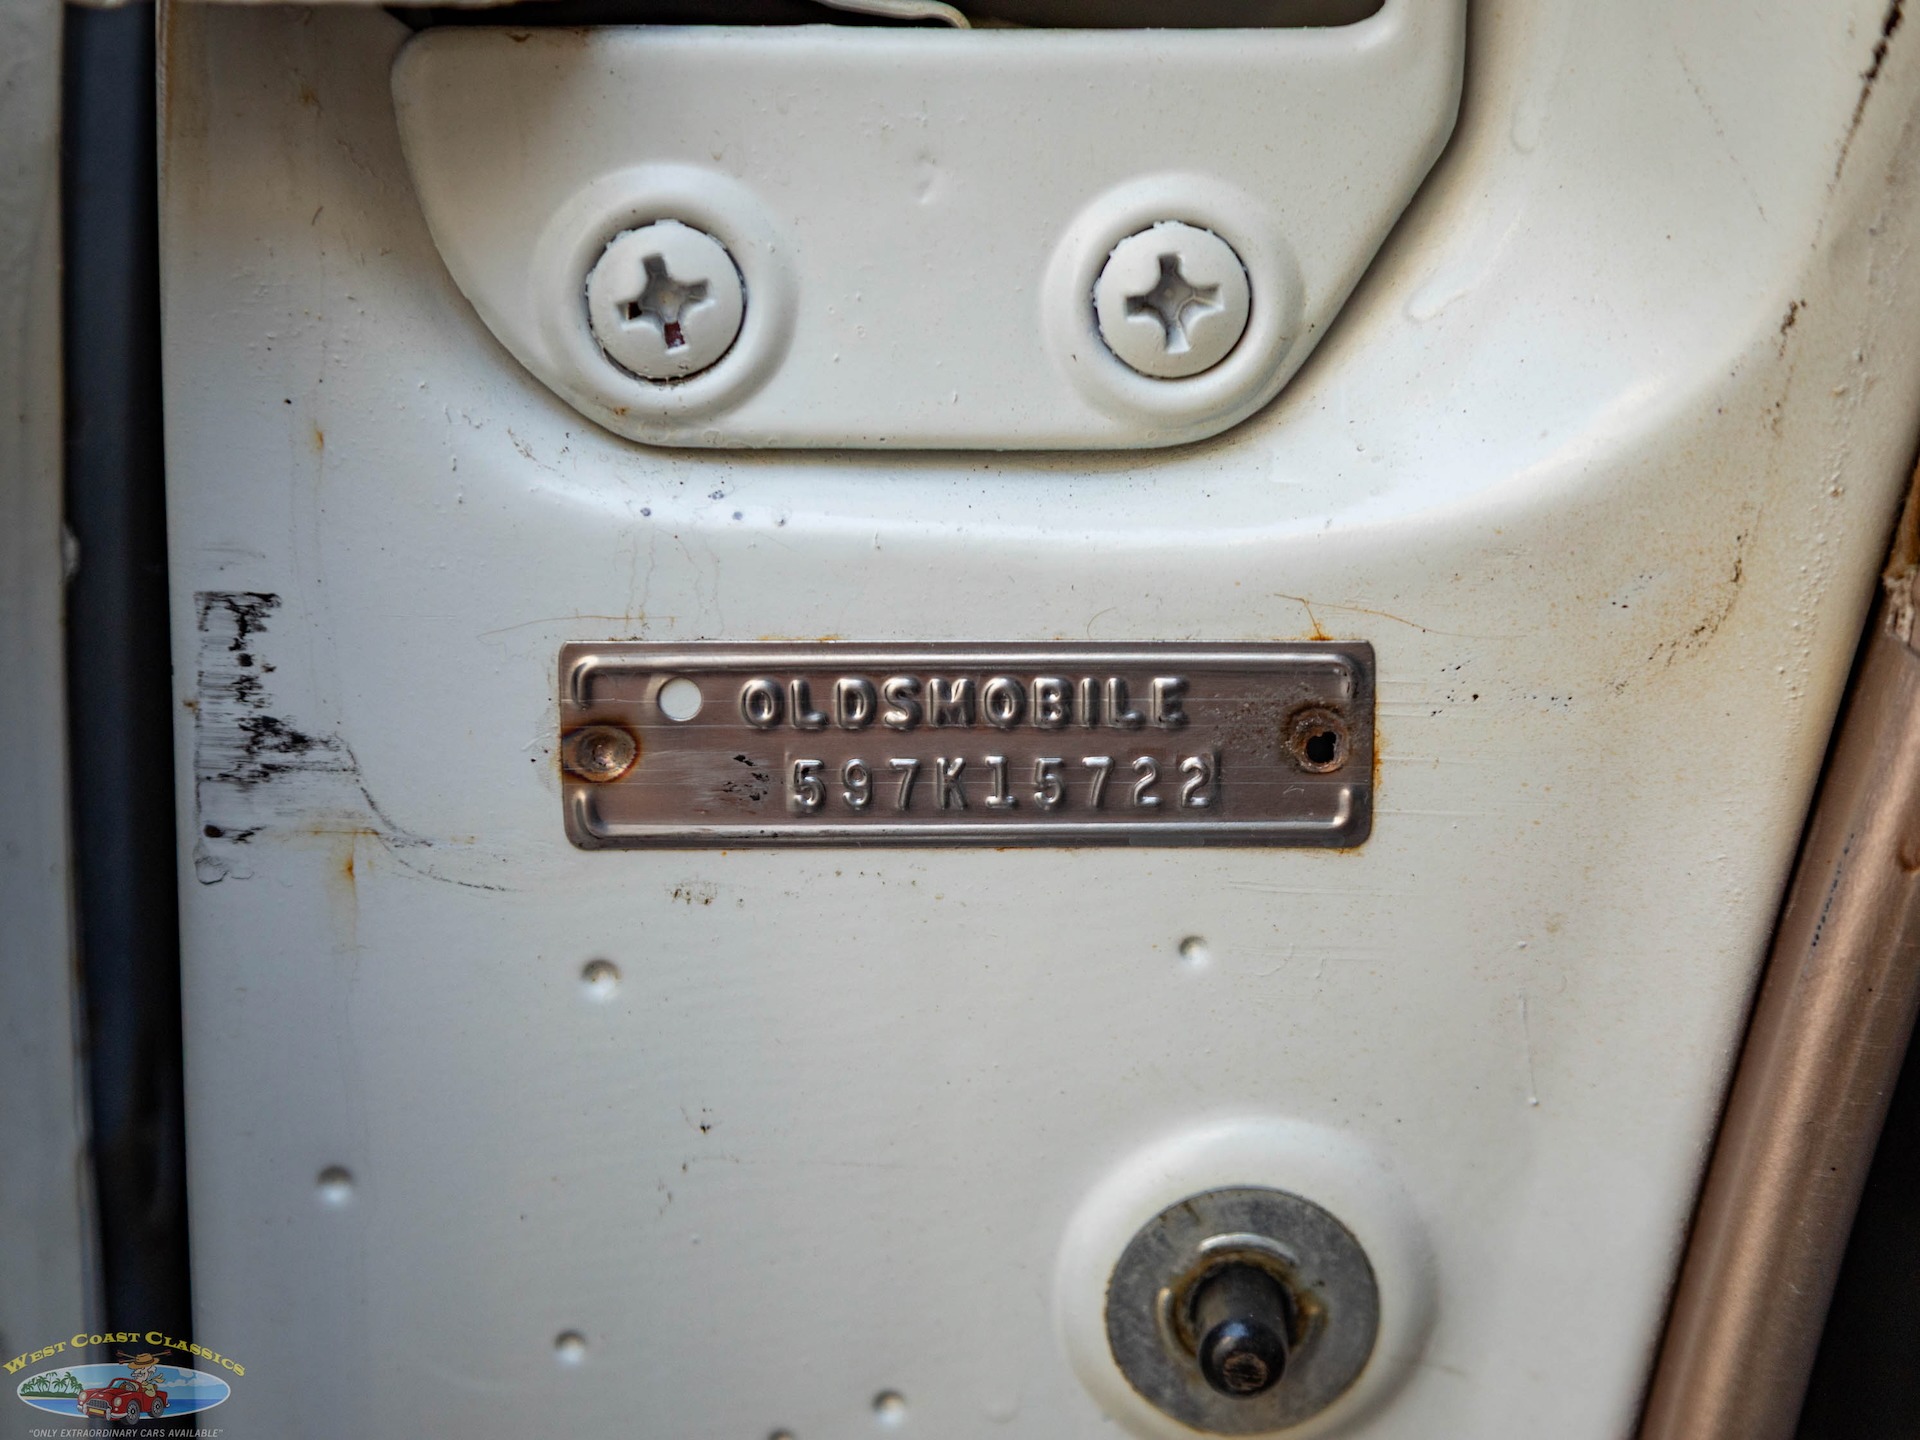 OLDSMOBILE
597K15722
WEST COAST CLASSICS
"ONLY EXTRAORDINARY CARS AVAILABLE"